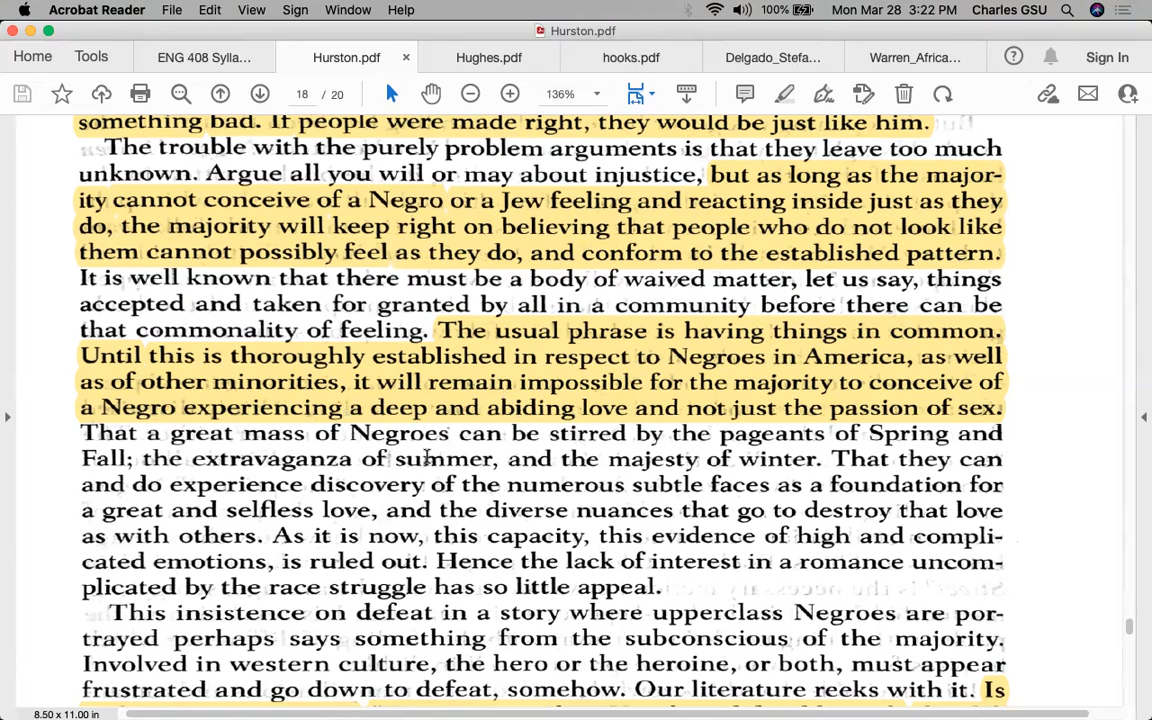 Acrobat Reader File Edit View Sign Window Help 100% Mon Mar 28 3:22 PM Charles GSU
Hurston.pdf
Home Tools ENG 408 Sylla... Hurston.pdf × Hughes.pdf hooks.pdf Delgado_Stefa... Warren_Africa... Sign In
18 / 20 136%
something bad. If people were made right, they would be just like him.
The trouble with the purely problem arguments is that they leave too much
unknown. Argue all you will or may about injustice, but as long as the major-
ity cannot conceive of a Negro or a Jew feeling and reacting inside just as they
do, the majority will keep right on believing that people who do not look like
them cannot possibly feel as they do, and conform to the established pattern.
It is well known that there must be a body of waived matter, let us say, things
accepted and taken for granted by all in a community before there can be
that commonality of feeling. The usual phrase is having things in common.
Until this is thoroughly established in respect to Negroes in America, as well
as of other minorities, it will remain impossible for the majority to conceive of
a Negro experiencing a deep and abiding love and not just the passion of sex.
That a great mass of Negroes can be stirred by the pageants of Spring and
Fall; the extravaganza of summer, and the majesty of winter. That they can
and do experience discovery of the numerous subtle faces as a foundation for
a great and selfless love, and the diverse nuances that go to destroy that love
as with others. As it is now, this capacity, this evidence of high and compli-
cated emotions, is ruled out. Hence the lack of interest in a romance uncom-
plicated by the race struggle has so little appeal.
This insistence on defeat in a story where upperclass Negroes are por-
trayed perhaps says something from the subconscious of the majority.
Involved in western culture, the hero or the heroine, or both, must appear
frustrated and go down to defeat, somehow. Our literature reeks with it. Is
8.50 x 11.00 in